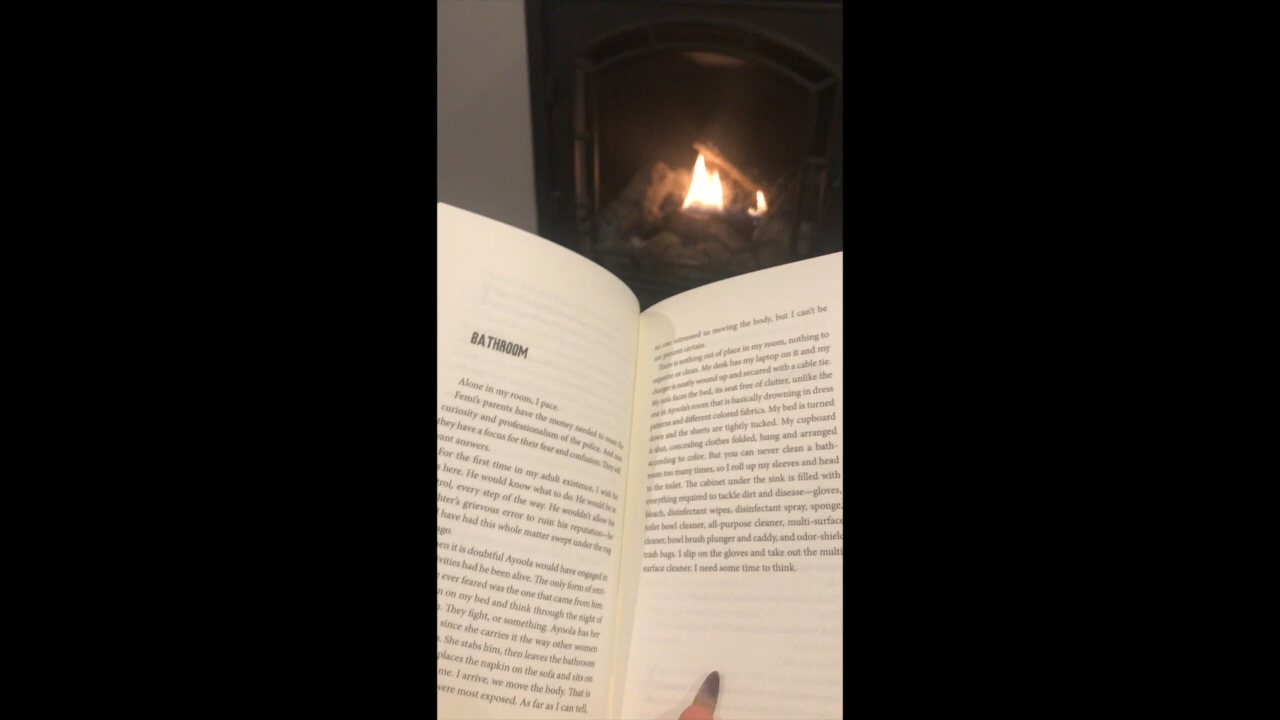 BATHROOM
Alone in my room, I pace.
Femi's parents have the money needed to
curiosity and professionalism of the police. And now
they have a focus for their fear and confusion. They will
want answers.
For the first time in my adult existence, I wish he
here. He would know what to do. He would be in
every step of the way. He wouldn't allow his
grievous error to ruin his reputation—he
have had this whole matter swept under the rug
ago.
it is doubtful Ayoola would have engaged in
had he been alive. The only form of
ever feared was the one that came from him.
on my bed and think through the night of
They fight, or something. Ayoola has her
since she carries it the way other women
She stabs him, then leaves the bathroom
places the napkin on the sofa and sits on
me. I arrive, we move the body. That is
were most exposed. As far as I can tell,
no one witnessed us moving the body, but I can't be
percent certain.
There is nothing out of place in my room, nothing to
organize or clean. My desk has my laptop on it and my
charger is neatly wound up and secured with a cable tie.
My sofa faces the bed, its seat free of clutter, unlike the
one in Ayoola's room that is basically drowning in dress
patterns and different colored fabrics. My bed is turned
down and the sheets are tightly tucked. My cupboard
is shut, concealing clothes folded, hung and arranged
according to color. But you can never clean a bath-
room too many times, so I roll up my sleeves and head
to the toilet. The cabinet under the sink is filled with
everything required to tackle dirt and disease—gloves,
bleach, disinfectant wipes, disinfectant spray, sponge,
toilet bowl cleaner, all-purpose cleaner, multi-surface
cleaner, bowl brush plunger and caddy, and odor-shield
trash bags. I slip on the gloves and take out the multi
surface cleaner. I need some time to think.